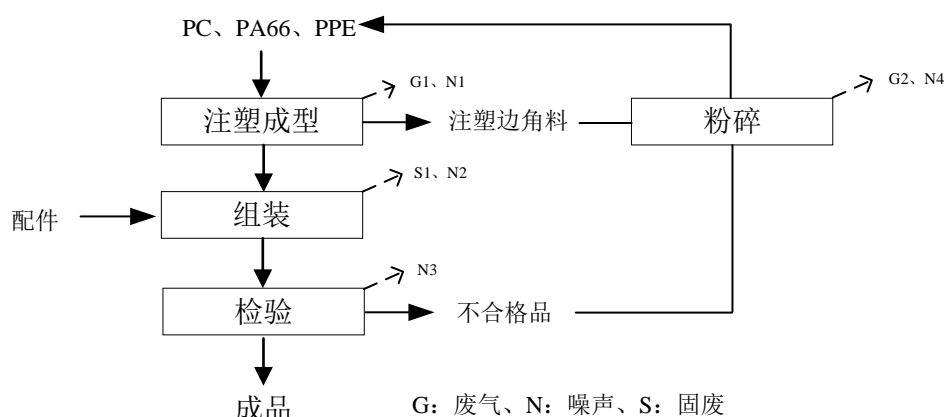 PC、PA66、PPE
G1、N1
G2、N4
注塑成型
注塑边角料
粉碎
S1、N2
配件
组装
N3
检验
不合格品
成品
G：废气、N：噪声、S：固废